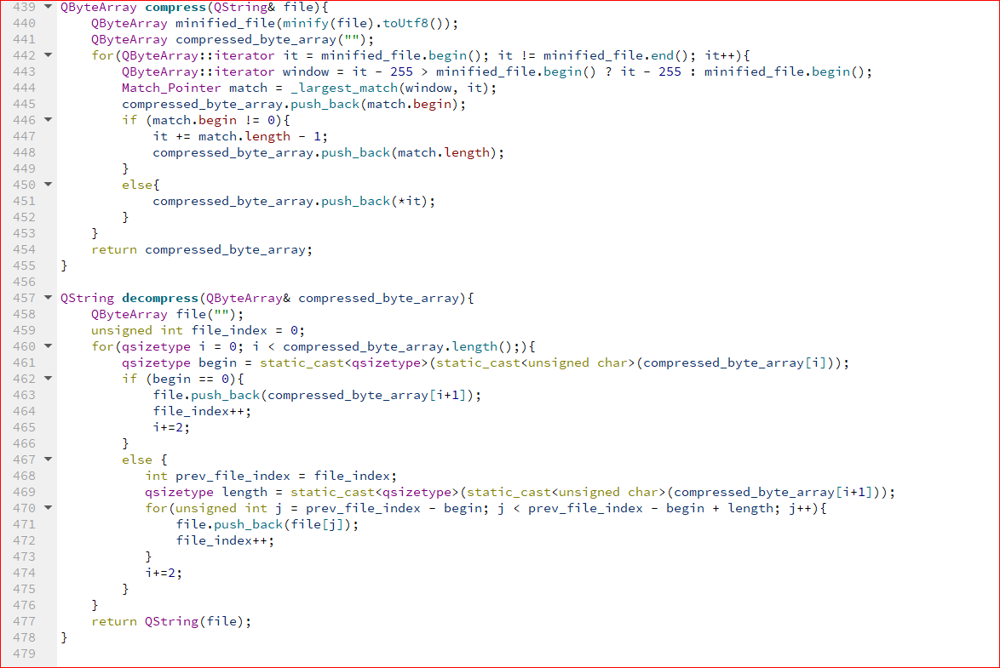 439 QByteArray compress(QString& file){
440     QByteArray minified_file(minify(file).toUtf8());
441     QByteArray compressed_byte_array("");
442     for(QByteArray::iterator it = minified_file.begin(); it != minified_file.end(); it++){
443         QByteArray::iterator window = it - 255 > minified_file.begin() ? it - 255 : minified_file.begin();
444         Match_Pointer match = _largest_match(window, it);
445         compressed_byte_array.push_back(match.begin);
446         if (match.begin != 0){
447             it += match.length - 1;
448             compressed_byte_array.push_back(match.length);
449         }
450         else{
451             compressed_byte_array.push_back(*it);
452         }
453     }
454     return compressed_byte_array;
455 }
456
457 QString decompress(QByteArray& compressed_byte_array){
458     QByteArray file("");
459     unsigned int file_index = 0;
460     for(qsizetype i = 0; i < compressed_byte_array.length();){
461         qsizetype begin = static_cast<qsizetype>(static_cast<unsigned char>(compressed_byte_array[i]));
462         if (begin == 0){
463             file.push_back(compressed_byte_array[i+1]);
464             file_index++;
465             i+=2;
466         }
467         else {
468            int prev_file_index = file_index;
469            qsizetype length = static_cast<qsizetype>(static_cast<unsigned char>(compressed_byte_array[i+1]));
470            for(unsigned int j = prev_file_index - begin; j < prev_file_index - begin + length; j++){
471                file.push_back(file[j]);
472                file_index++;
473            }
474            i+=2;
475         }
476     }
477     return QString(file);
478 }
479